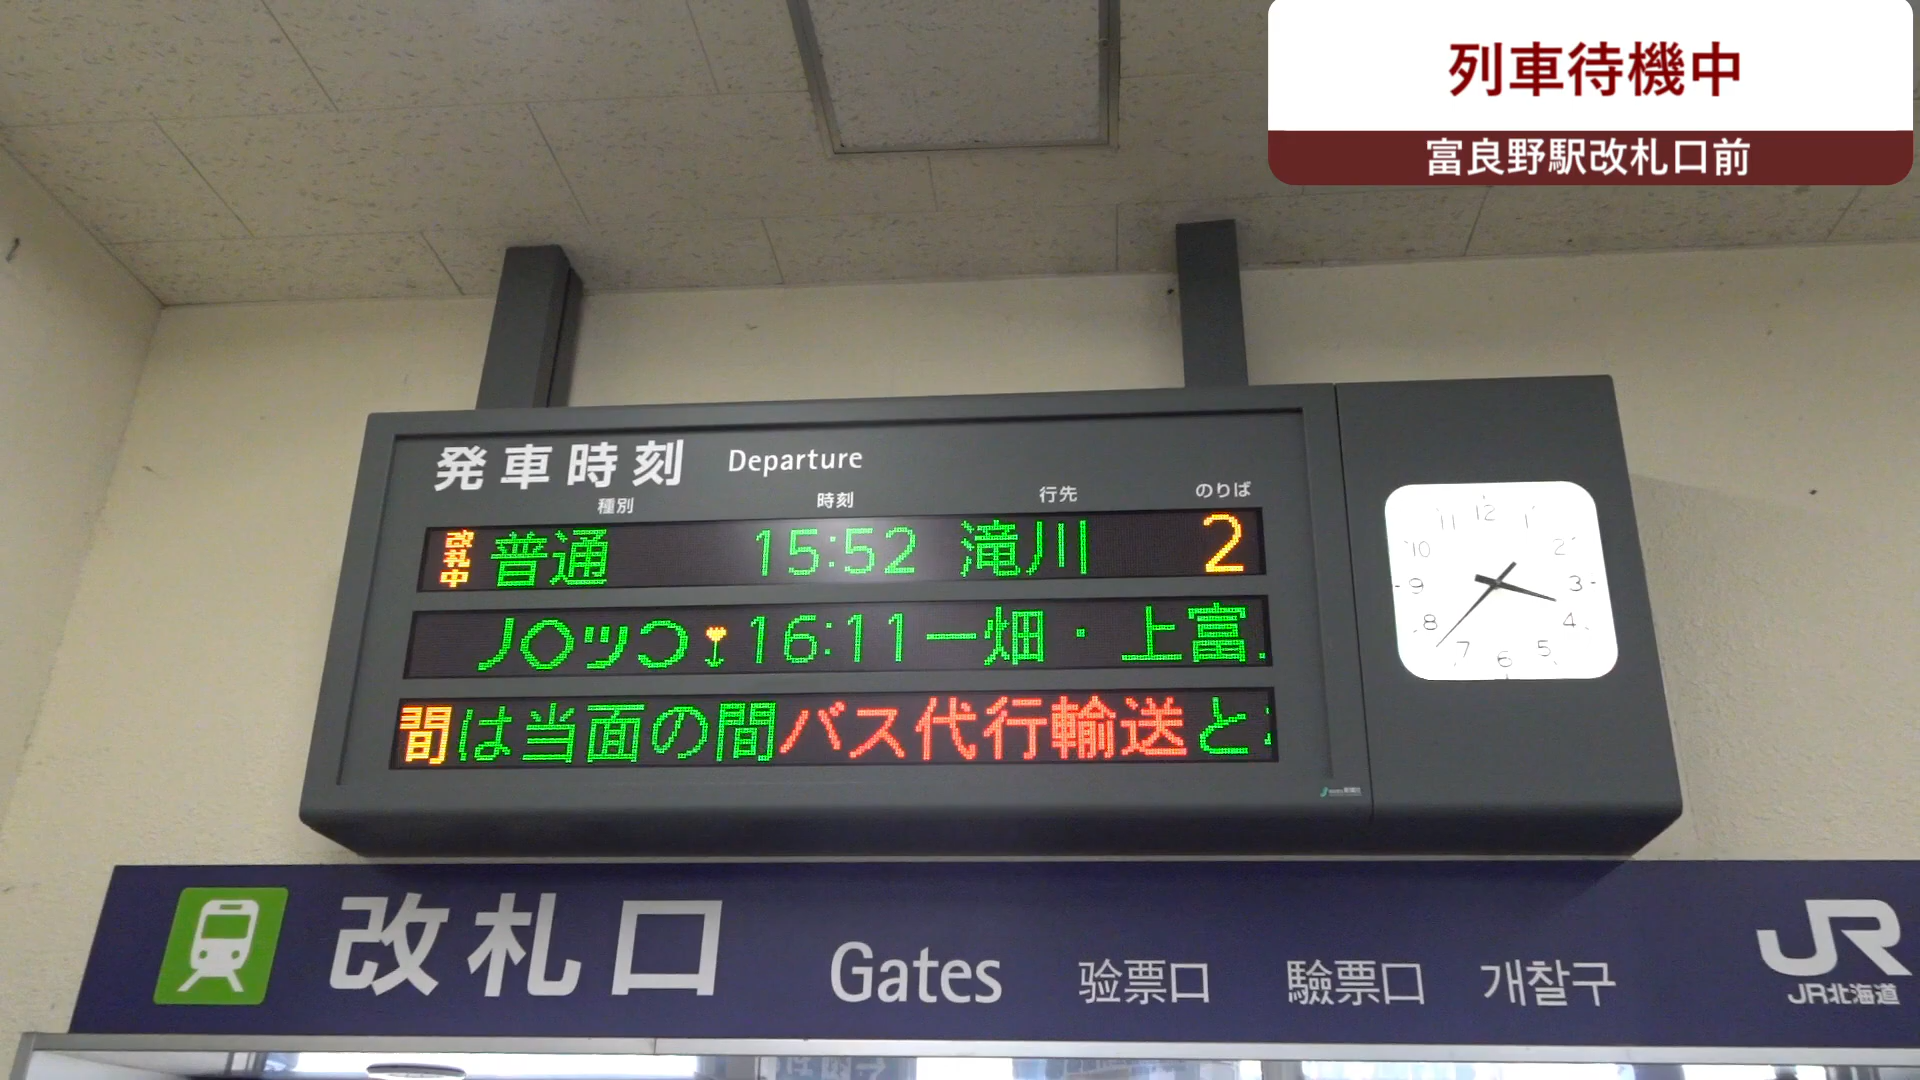 列車待機中
富良野駅改札口前
発車時刻 Departure
種別 時刻 行先 のりば
改札中 普通 15:52 滝川 2
ノロッコ 16:11 一畑・上富
間は当面の間バス代行輸送と
11 12 1
10 2
9 3
8 4
7 6 5
改札口 Gates 验票口 驗票口 개찰구
JR
JR北海道